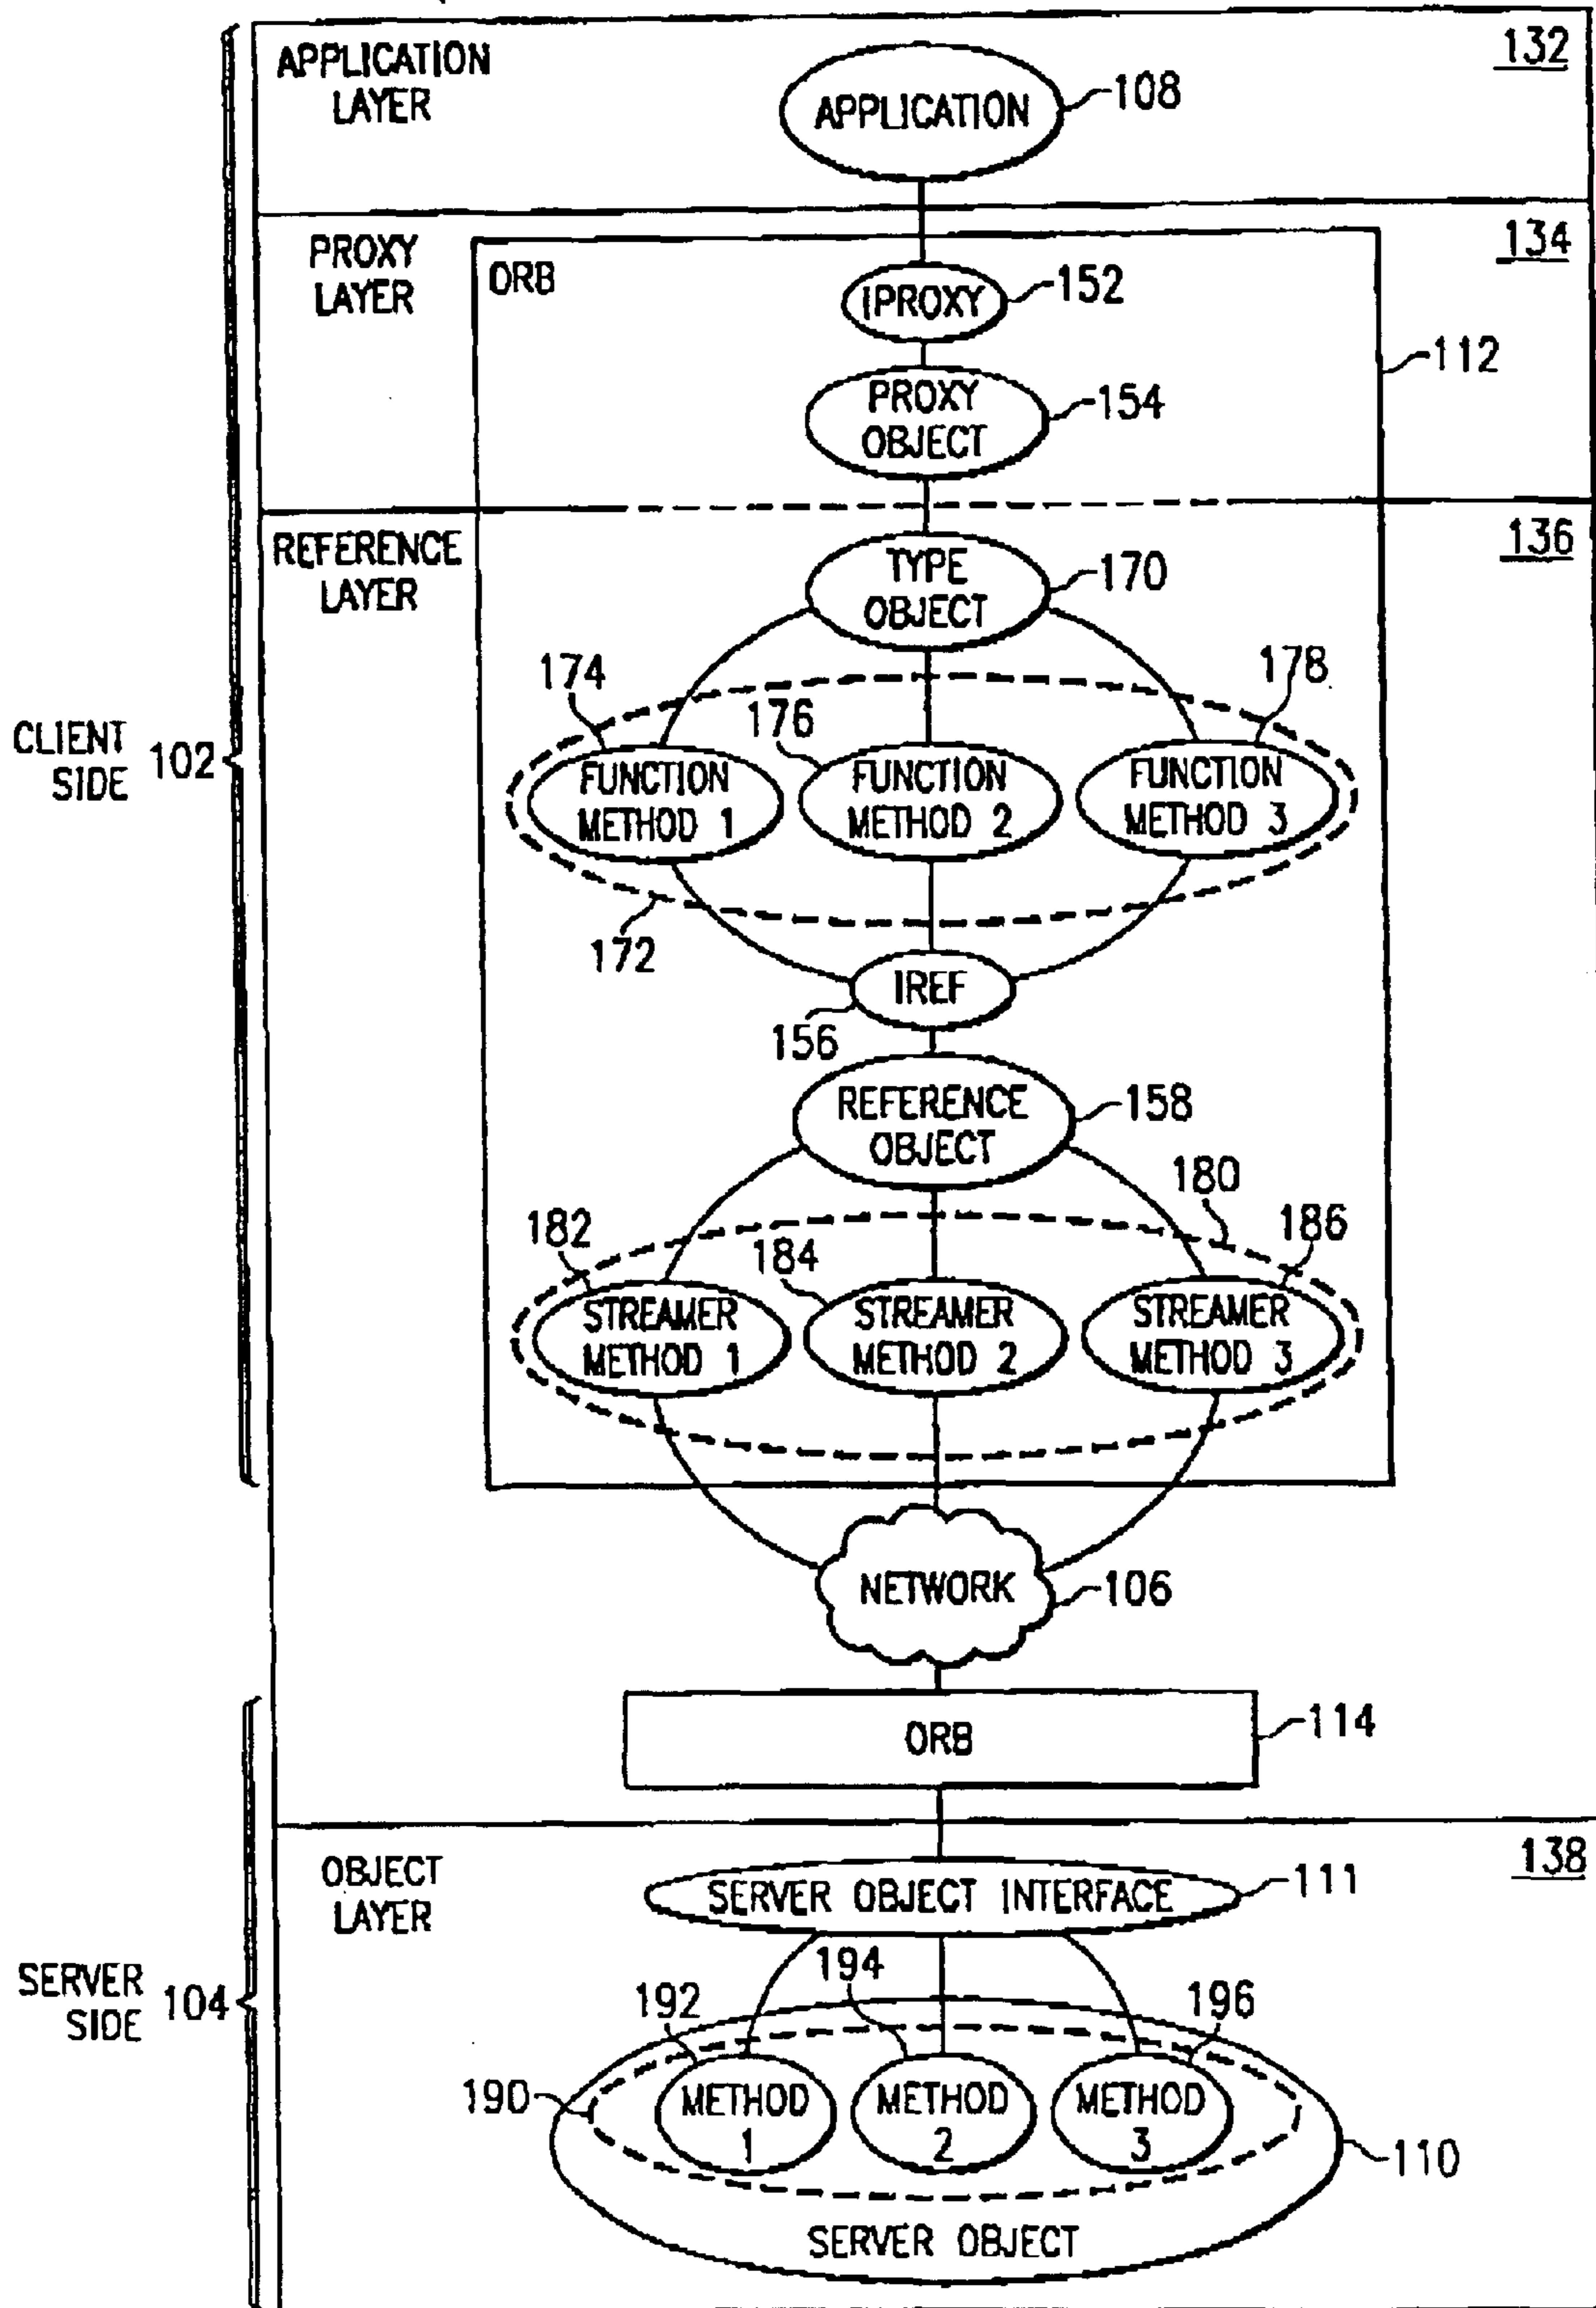 APPLICATION
LAYER
132
APPLICATION
108
PROXY
LAYER
134
ORB
IPROXY
152
112
PROXY
OBJECT
154
REFERENCE
LAYER
136
TYPE
OBJECT
170
174
176
178
CLIENT
SIDE
102
FUNCTION
METHOD 1
FUNCTION
METHOD 2
FUNCTION
METHOD 3
172
IREF
156
REFERENCE
OBJECT
158
180
182
184
186
STREAMER
METHOD 1
STREAMER
METHOD 2
STREAMER
METHOD 3
NETWORK
106
ORB
114
OBJECT
LAYER
138
SERVER OBJECT INTERFACE
111
SERVER
SIDE
104
192
194
196
190
METHOD
1
METHOD
2
METHOD
3
110
SERVER OBJECT